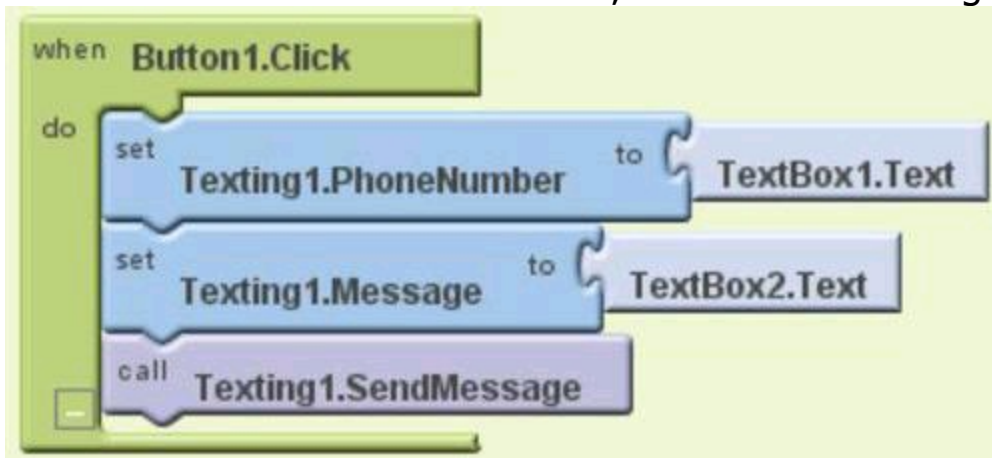 when Button1.Click
do
set Texting1.PhoneNumber to TextBox1.Text
set Texting1.Message to TextBox2.Text
call Texting1.SendMessage